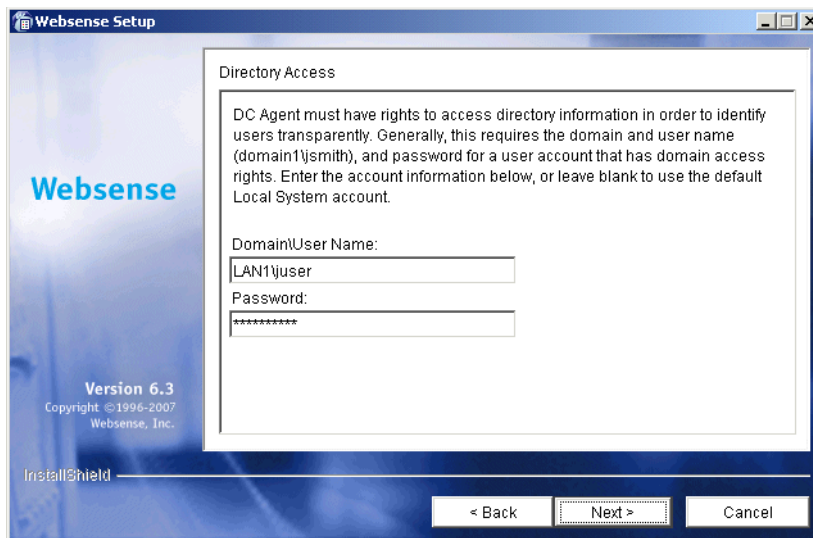 Websense Setup
Directory Access
DC Agent must have rights to access directory information in order to identify
users transparently. Generally, this requires the domain and user name
(domain1\jsmith), and password for a user account that has domain access
rights. Enter the account information below, or leave blank to use the default
Local System account.
Websense
Domain\User Name:
LAN1\juser
Password:
**********
Version 6.3
Copyright ©1996-2007
Websense, Inc.
InstallShield
< Back
Next >
Cancel